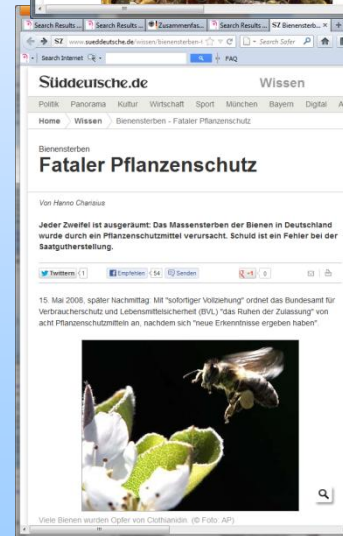 Search Results ...
Search Results ...
Zusammenfas...
Search Results ...
SZ Bienensterb...
SZ www.sueddeutsche.de/wissen/bienensterben-f
Search Safer
Search Internet
FAQ
Süddeutsche.de
Wissen
Politik Panorama Kultur Wirtschaft Sport München Bayern Digital A
Home Wissen Bienensterben - Fataler Pflanzenschutz
Bienensterben
Fataler Pflanzenschutz
Von Hanno Charisius
Jeder Zweifel ist ausgeräumt: Das Massensterben der Bienen in Deutschland
wurde durch ein Pflanzenschutzmittel verursacht. Schuld ist ein Fehler bei der
Saatgutherstellung.
Twittern 1 Empfehlen 54 Senden +1 0
15. Mai 2008, später Nachmittag: Mit "sofortiger Vollziehung" ordnet das Bundesamt für
Verbraucherschutz und Lebensmittelsicherheit (BVL) "das Ruhen der Zulassung" von
acht Pflanzenschutzmitteln an, nachdem sich "neue Erkenntnisse ergeben haben".
Viele Bienen wurden Opfer von Clothianidin. (© Foto: AP)